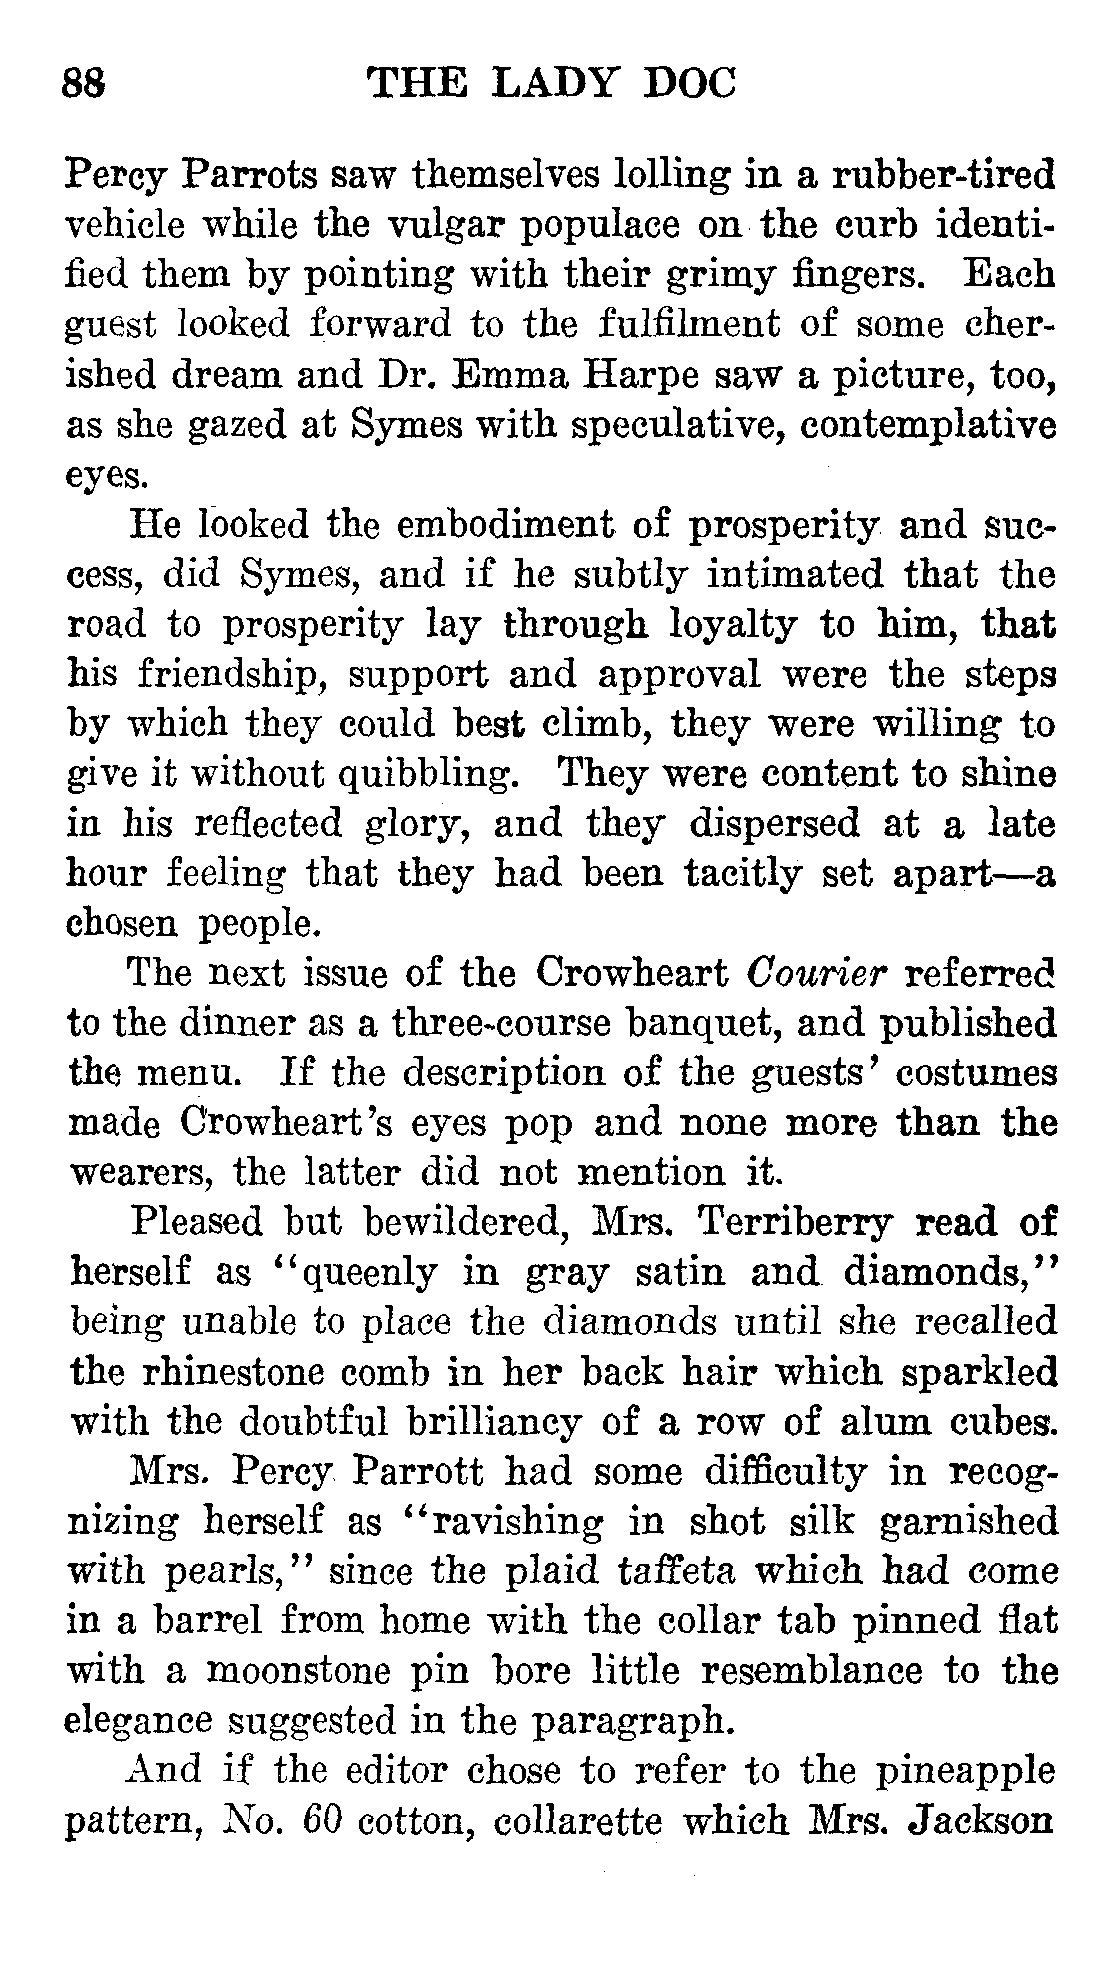 88 THE LADY DOC
Percy Parrots saw themselves lolling in a rubber-tired
vehicle while the vulgar populace on the curb identi-
fied them by pointing with their grimy fingers. Each
guest looked forward to the fulfilment of some cher-
ished dream and Dr. Emma Harpe saw a picture, too,
as she gazed at Symes with speculative, contemplative
eyes.
He looked the embodiment of prosperity and suc-
cess, did Symes, and if he subtly intimated that the
road to prosperity lay through loyalty to him, that
his friendship, support and approval were the steps
by which they could best climb, they were willing to
give it without quibbling. They were content to shine
in his reflected glory, and they dispersed at a late
hour feeling that they had been tacitly set apart—a
chosen people.
The next issue of the Crowheart Courier referred
to the dinner as a three-course banquet, and published
the menu. If the description of the guests' costumes
made Crowheart's eyes pop and none more than the
wearers, the latter did not mention it.
Pleased but bewildered, Mrs. Terriberry read of
herself as "queenly in gray satin and diamonds,"
being unable to place the diamonds until she recalled
the rhinestone comb in her back hair which sparkled
with the doubtful brilliancy of a row of alum cubes.
Mrs. Percy Parrott had some difficulty in recog-
nizing herself as "ravishing in shot silk garnished
with pearls," since the plaid taffeta which had come
in a barrel from home with the collar tab pinned flat
with a moonstone pin bore little resemblance to the
elegance suggested in the paragraph.
And if the editor chose to refer to the pineapple
pattern, No. 60 cotton, collarette which Mrs. Jackson